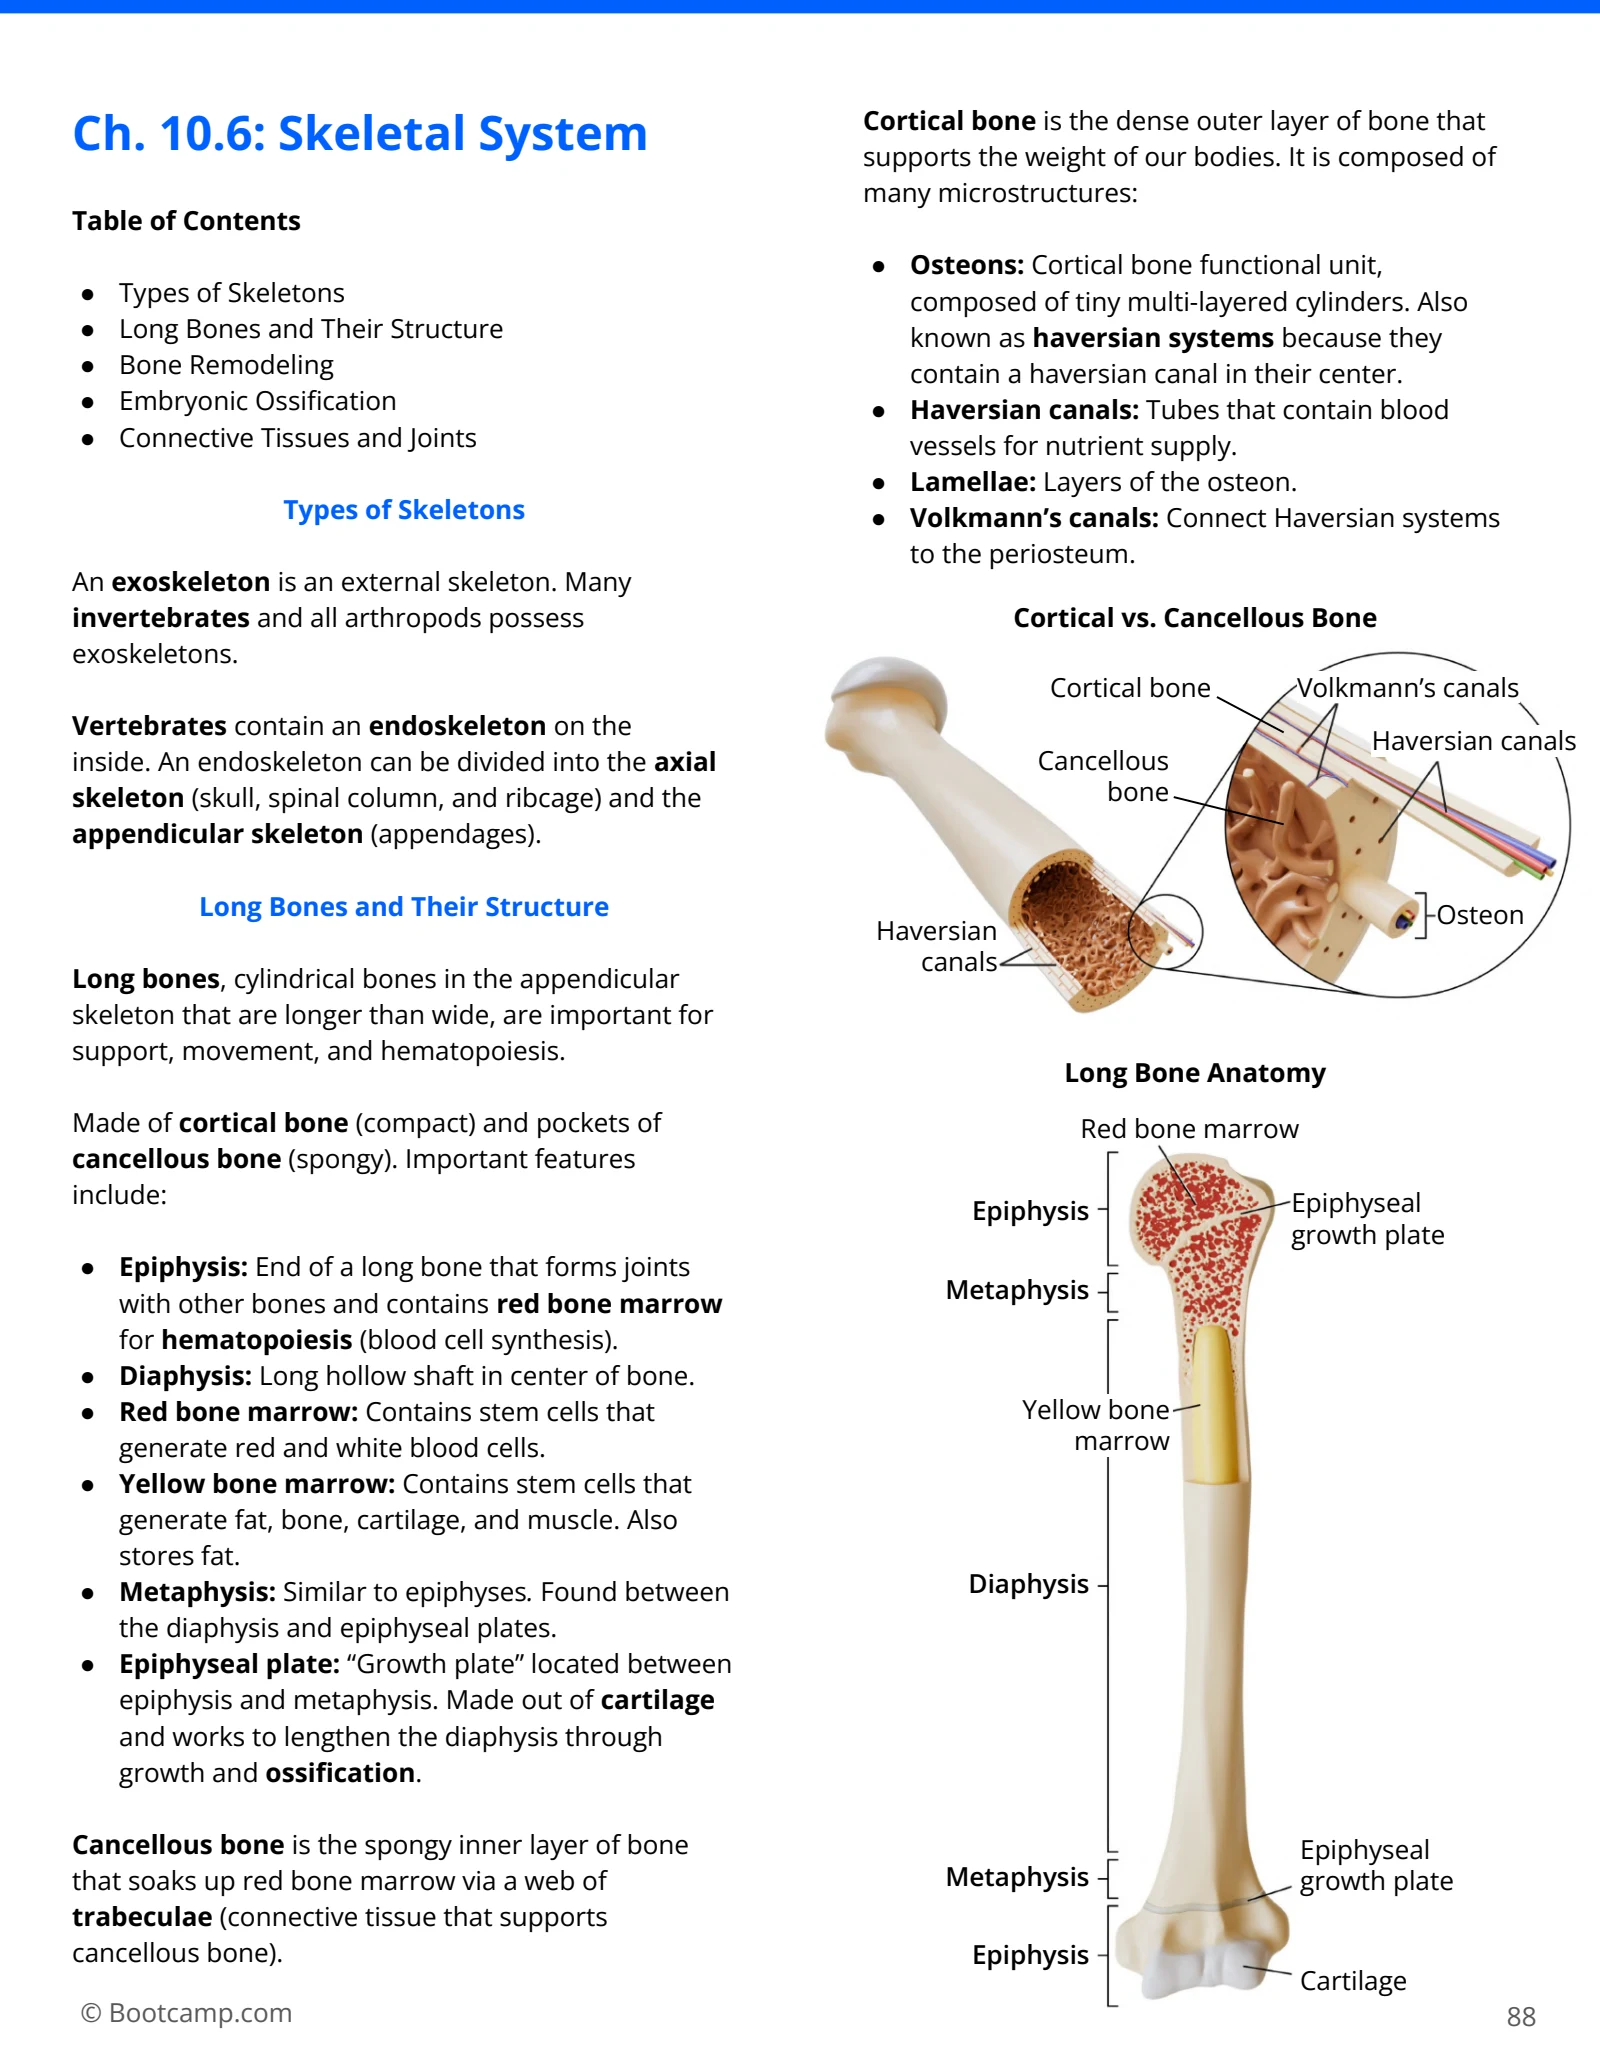 Ch. 10.6: Skeletal System
Table of Contents
● Types of Skeletons
● Long Bones and Their Structure
● Bone Remodeling
● Embryonic Ossification
● Connective Tissues and Joints
Types of Skeletons
An exoskeleton is an external skeleton. Many
invertebrates and all arthropods possess
exoskeletons.
Vertebrates contain an endoskeleton on the
inside. An endoskeleton can be divided into the axial
skeleton (skull, spinal column, and ribcage) and the
appendicular skeleton (appendages).
Long Bones and Their Structure
Long bones, cylindrical bones in the appendicular
skeleton that are longer than wide, are important for
support, movement, and hematopoiesis.
Made of cortical bone (compact) and pockets of
cancellous bone (spongy). Important features
include:
● Epiphysis: End of a long bone that forms joints
with other bones and contains red bone marrow
for hematopoiesis (blood cell synthesis).
● Diaphysis: Long hollow shaft in center of bone.
● Red bone marrow: Contains stem cells that
generate red and white blood cells.
● Yellow bone marrow: Contains stem cells that
generate fat, bone, cartilage, and muscle. Also
stores fat.
● Metaphysis: Similar to epiphyses. Found between
the diaphysis and epiphyseal plates.
● Epiphyseal plate: “Growth plate” located between
epiphysis and metaphysis. Made out of cartilage
and works to lengthen the diaphysis through
growth and ossification.
Cancellous bone is the spongy inner layer of bone
that soaks up red bone marrow via a web of
trabeculae (connective tissue that supports
cancellous bone).
Cortical bone is the dense outer layer of bone that
supports the weight of our bodies. It is composed of
many microstructures:
● Osteons: Cortical bone functional unit,
composed of tiny multi-layered cylinders. Also
known as haversian systems because they
contain a haversian canal in their center.
● Haversian canals: Tubes that contain blood
vessels for nutrient supply.
● Lamellae: Layers of the osteon.
● Volkmann’s canals: Connect Haversian systems
to the periosteum.
Cortical vs. Cancellous Bone
Cortical bone
Volkmann’s canals
Haversian canals
Cancellous
bone
Osteon
Haversian
canals
Long Bone Anatomy
Red bone marrow
Epiphysis
Epiphyseal
growth plate
Metaphysis
Yellow bone
marrow
Diaphysis
Epiphyseal
growth plate
Metaphysis
Epiphysis
Cartilage
© Bootcamp.com
88